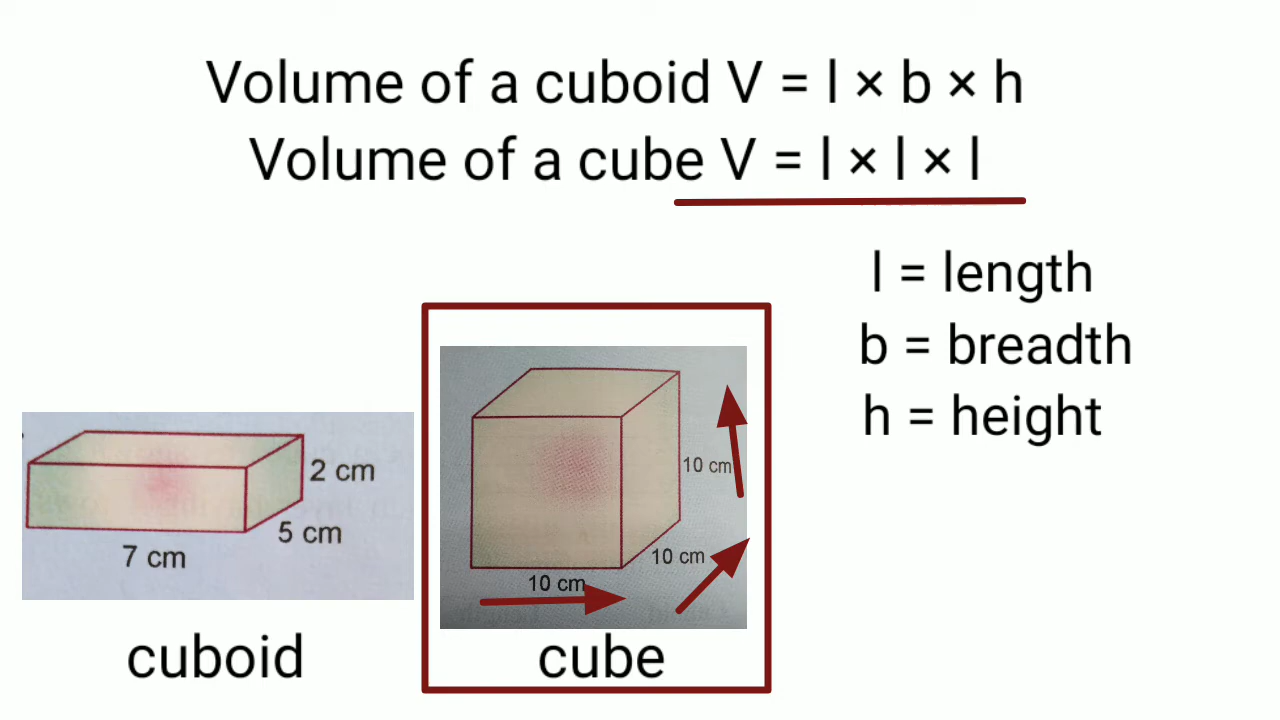 Volume of a cuboid V = l × b × h
Volume of a cube V = l × l × l
l = length
b = breadth
h = height
2 cm
5 cm
7 cm
cuboid
10 cm
10 cm
10 cm
cube